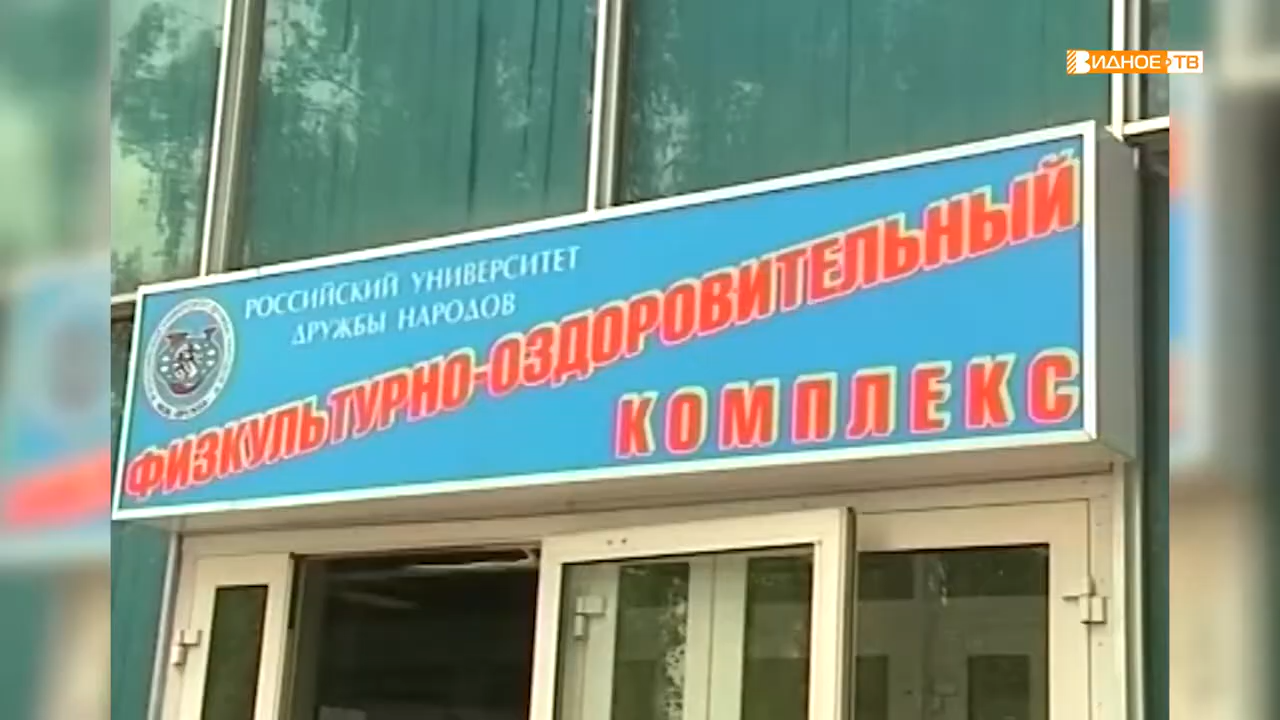 ВИДНОЕ ТВ
РОССИЙСКИЙ УНИВЕРСИТЕТ
ДРУЖБЫ НАРОДОВ
ФИЗКУЛЬТУРНО-ОЗДОРОВИТЕЛЬНЫЙ
КОМПЛЕКС